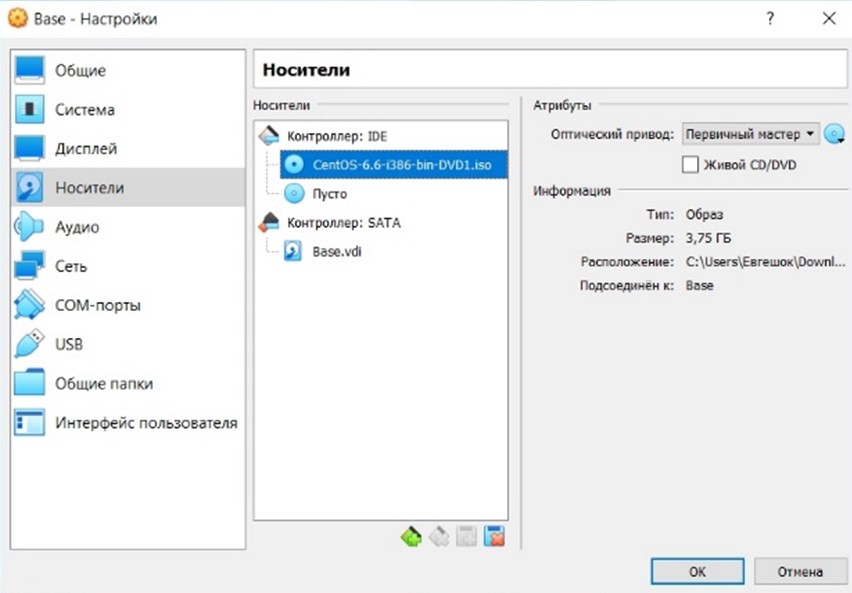 Base - Настройки
Общие
Система
Дисплей
Носители
Аудио
Сеть
COM-порты
USB
Общие папки
Интерфейс пользователя
Носители
Носители
Контроллер: IDE
CentOS-6.6-i386-bin-DVD1.iso
Пусто
Контроллер: SATA
Base.vdi
Атрибуты
Оптический привод: Первичный мастер
Живой CD/DVD
Информация
Тип: Образ
Размер: 3,75 ГБ
Расположение: C:\Users\Евгешок\Downl...
Подсоединён к: Base
OK
Отмена